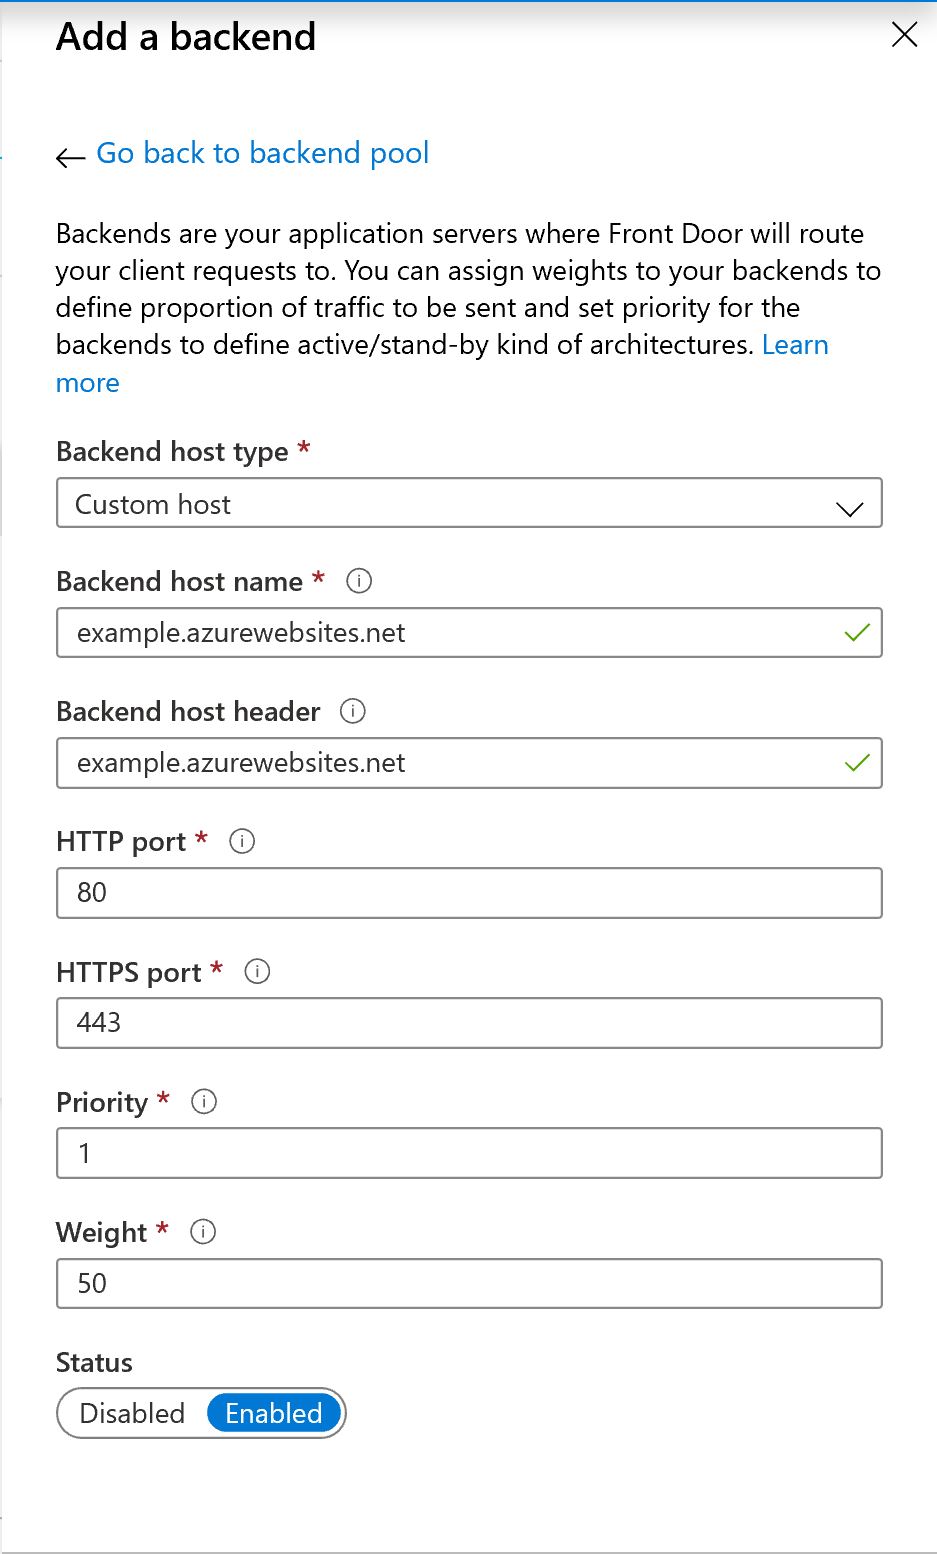 Add a backend
Go back to backend pool
Backends are your application servers where Front Door will route
your client requests to. You can assign weights to your backends to
define proportion of traffic to be sent and set priority for the
backends to define active/stand-by kind of architectures. Learn
more
Backend host type *
Custom host
Backend host name *
example.azurewebsites.net
Backend host header
example.azurewebsites.net
HTTP port *
80
HTTPS port *
443
Priority *
1
Weight *
50
Status
Disabled Enabled